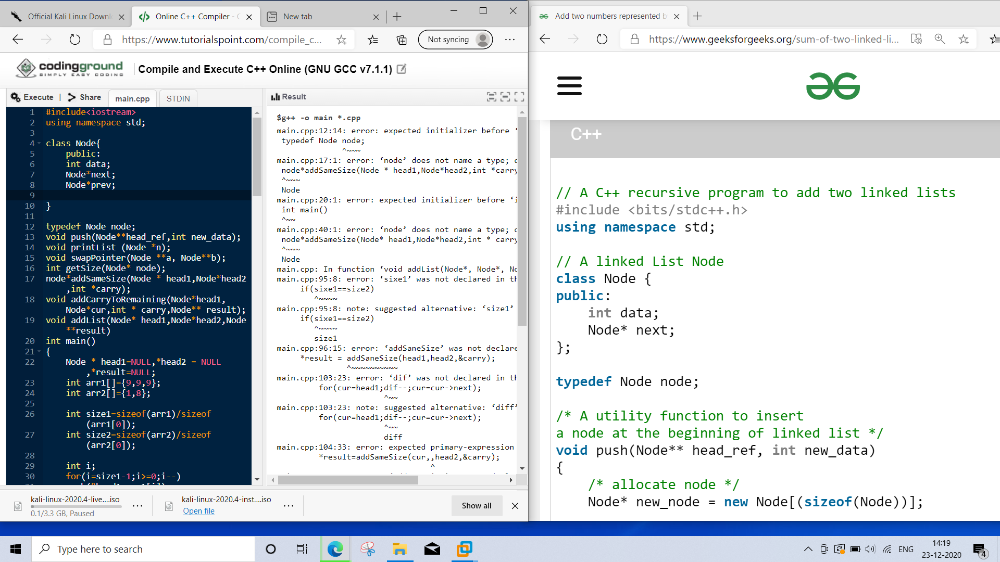 Official Kali Linux Downl
Online C++ Compiler - C
New tab
https://www.tutorialspoint.com/compile_c...
Not syncing
codingground
SIMPLY EASY CODING
Compile and Execute C++ Online (GNU GCC v7.1.1)
Execute | Share main.cpp STDIN
1 #include<iostream>
2 using namespace std;
3
4 class Node{
5 public:
6 int data;
7 Node*next;
8 Node*prev;
9
10 }
11
12 typedef Node node;
13 void push(Node**head_ref,int new_data);
14 void printList (Node *n);
15 void swapPointer(Node **a, Node**b);
16 int getSize(Node* node);
17 node*addSameSize(Node * head1,Node*head2
,int *carry);
18 void addCarryToRemaining(Node*head1,
Node*cur,int * carry,Node** result);
19 void addList(Node* head1,Node*head2,Node
**result)
20 int main()
21 {
22 Node * head1=NULL,*head2 = NULL
,*result=NULL;
23 int arr1[]={9,9,9};
24 int arr2[]={1,8};
25
26 int size1=sizeof(arr1)/sizeof
(arr1[0]);
27 int size2=sizeof(arr2)/sizeof
(arr2[0]);
28
29 int i;
30 for(i=size1-1;i>=0;i--)
Result
$g++ -o main *.cpp
main.cpp:12:14: error: expected initializer before '
typedef Node node;
^~~~
main.cpp:17:1: error: ‘node’ does not name a type; d
node*addSameSize(Node * head1,Node*head2,int *carry
^~~~
Node
main.cpp:20:1: error: expected initializer before ‘i
int main()
^~~
main.cpp:40:1: error: ‘node’ does not name a type; d
node*addSameSize(Node* head1,Node*head2,int * carry
^~~~
Node
main.cpp: In function ‘void addList(Node*, Node*, No
main.cpp:95:8: error: ‘sixe1’ was not declared in th
if(sixe1==size2)
^~~~~
main.cpp:95:8: note: suggested alternative: ‘size1’
if(sixe1==size2)
^~~~~
size1
main.cpp:96:15: error: ‘addSaneSize’ was not declare
*result = addSaneSize(head1,head2,&carry);
^~~~~~~~~~~
main.cpp:103:23: error: ‘dif’ was not declared in th
for(cur=head1;dif--;cur=cur->next);
^~~
main.cpp:103:23: note: suggested alternative: ‘diff’
for(cur=head1;dif--;cur=cur->next);
^~~
diff
main.cpp:104:33: error: expected primary-expression
*result=addSameSize(cur,,head2,&carry);
^
kali-linux-2020.4-live....iso
0.1/3.3 GB, Paused
kali-linux-2020.4-inst....iso
Open file
Show all
Add two numbers represented b
https://www.geeksforgeeks.org/sum-of-two-linked-li...
C++
// A C++ recursive program to add two linked lists
#include <bits/stdc++.h>
using namespace std;
// A linked List Node
class Node {
public:
int data;
Node* next;
};
typedef Node node;
/* A utility function to insert
a node at the beginning of linked list */
void push(Node** head_ref, int new_data)
{
/* allocate node */
Node* new_node = new Node[(sizeof(Node))];
Type here to search
ENG
14:19
23-12-2020
4